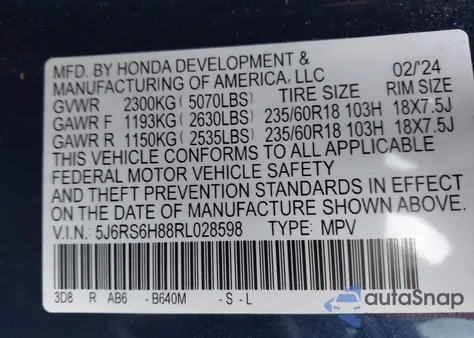 MFD. BY HONDA DEVELOPMENT & 02/'24
MANUFACTURING OF AMERICA, LLC
GVWR 2300KG(5070LBS) TIRE SIZE RIM SIZE
GAWR F 1193KG(2630LBS) 235/60R18 103H 18X7.5J
GAWR R 1150KG(2535LBS) 235/60R18 103H 18X7.5J
THIS VEHICLE CONFORMS TO ALL APPLICABLE
FEDERAL MOTOR VEHICLE SAFETY
AND THEFT PREVENTION STANDARDS IN EFFECT
ON THE DATE OF MANUFACTURE SHOWN ABOVE.
V.I.N.: 5J6RS6H88RL028598 TYPE: MPV
3D8 R AB6 - B640M - S - L
autoSnap